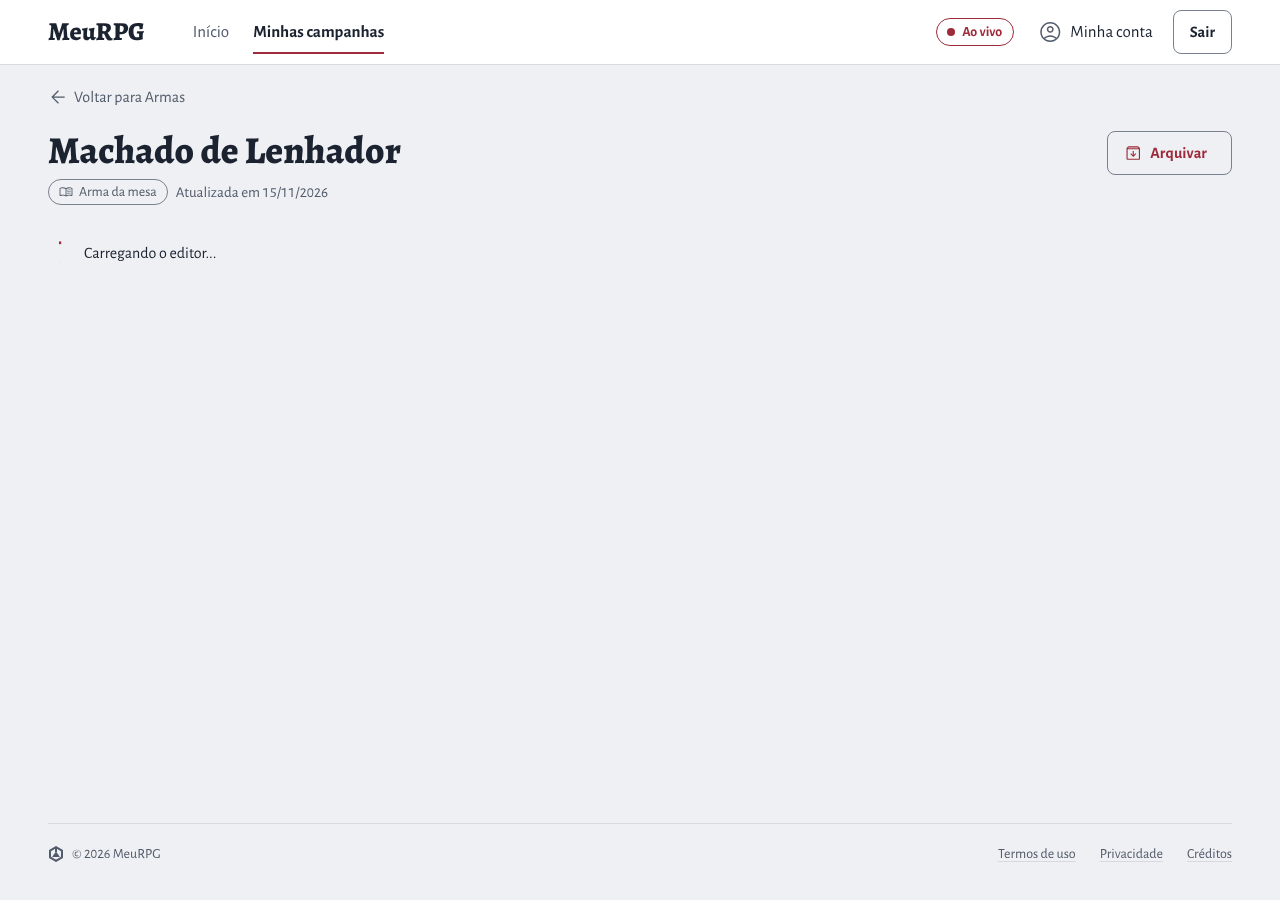 MeuRPG Início Minhas campanhas Ao vivo Minha conta Sair
Voltar para Armas
Machado de Lenhador Arquivar
Arma da mesa Atualizada em 15/11/2026
Carregando o editor...
© 2026 MeuRPG Termos de uso Privacidade Créditos